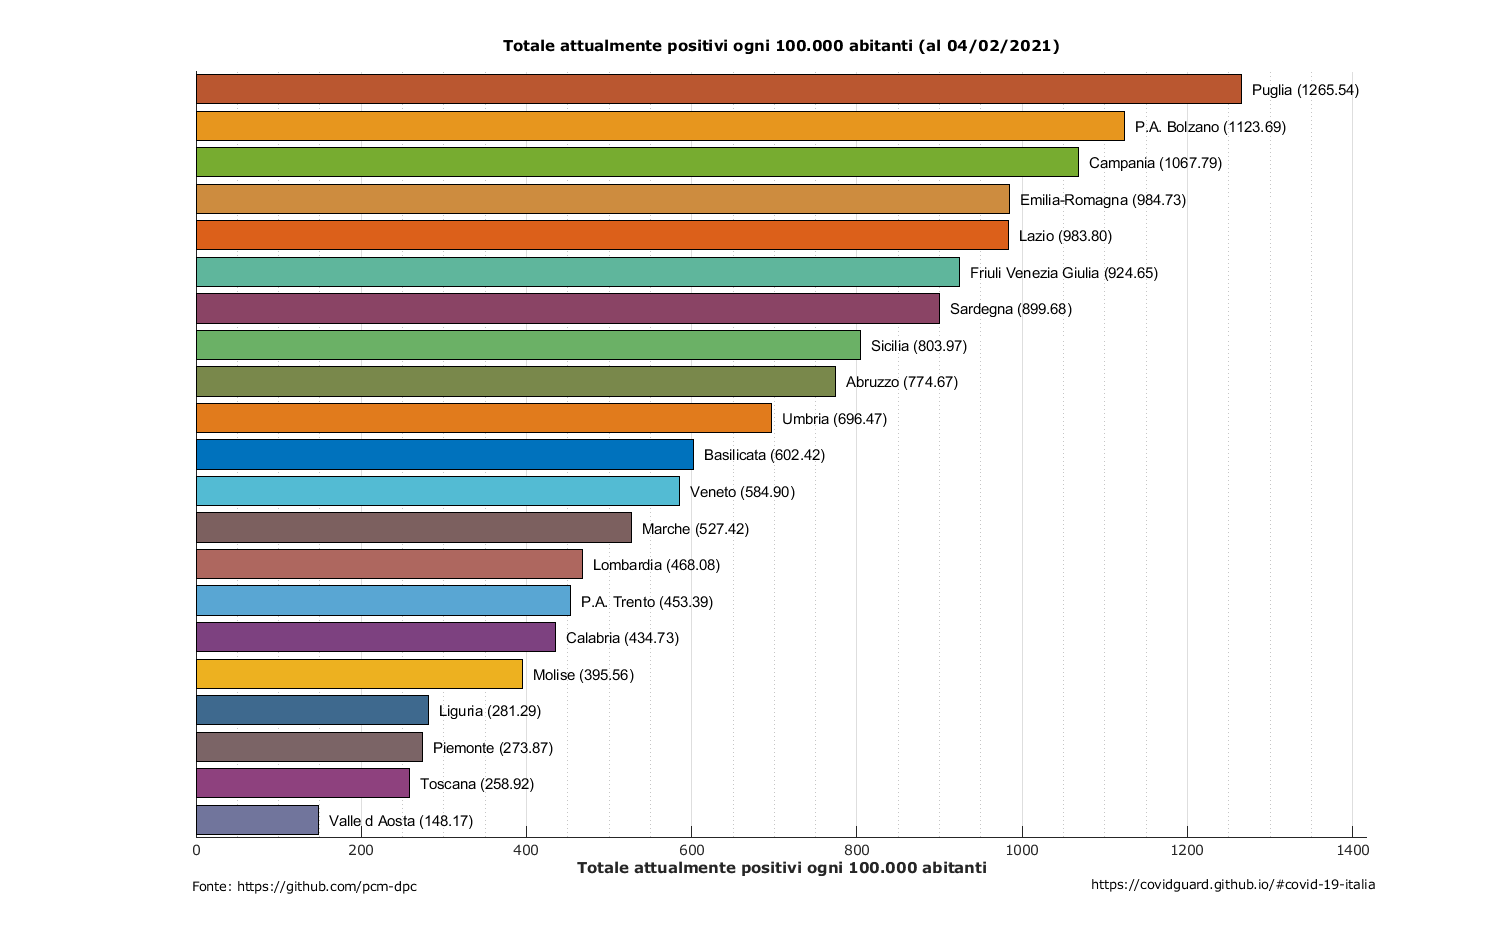 Totale attualmente positivi ogni 100.000 abitanti (al 04/02/2021)
Puglia (1265.54)
P.A. Bolzano (1123.69)
Campania (1067.79)
Emilia-Romagna (984.73)
Lazio (983.80)
Friuli Venezia Giulia (924.65)
Sardegna (899.68)
Sicilia (803.97)
Abruzzo (774.67)
Umbria (696.47)
Basilicata (602.42)
Veneto (584.90)
Marche (527.42)
Lombardia (468.08)
P.A. Trento (453.39)
Calabria (434.73)
Molise (395.56)
Liguria (281.29)
Piemonte (273.87)
Toscana (258.92)
Valle d Aosta (148.17)
0 200 400 600 800 1000 1200 1400
Totale attualmente positivi ogni 100.000 abitanti
Fonte: https://github.com/pcm-dpc
https://covidguard.github.io/#covid-19-italia